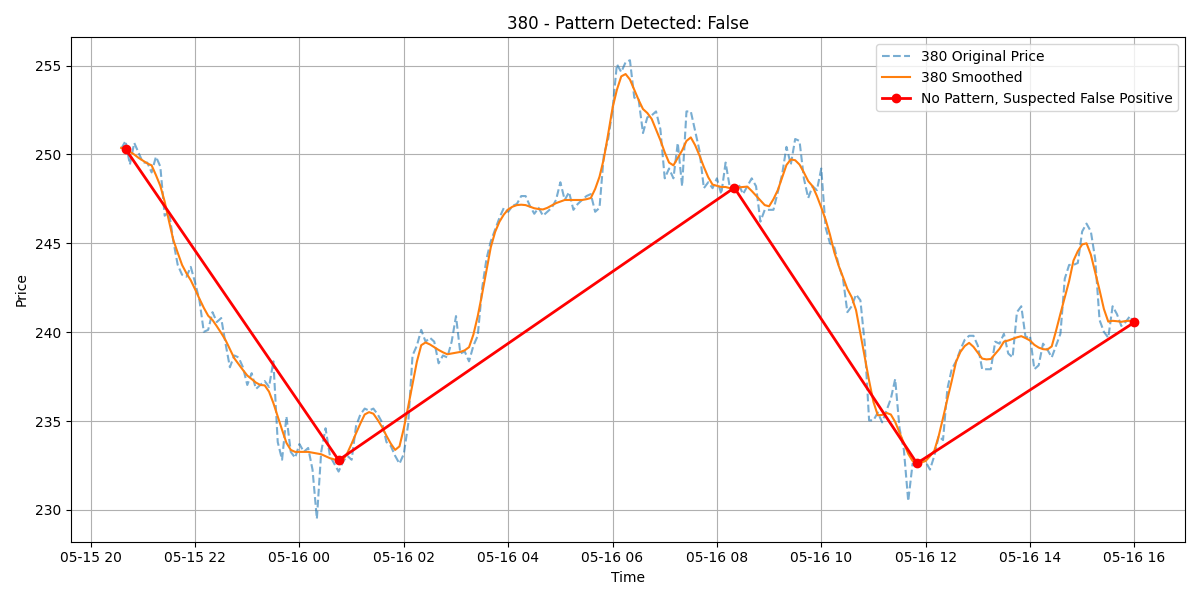 380 - Pattern Detected: False
380 Original Price
380 Smoothed
No Pattern, Suspected False Positive
Price
255
250
245
240
235
230
05-15 20
05-15 22
05-16 00
05-16 02
05-16 04
05-16 06
05-16 08
05-16 10
05-16 12
05-16 14
05-16 16
Time